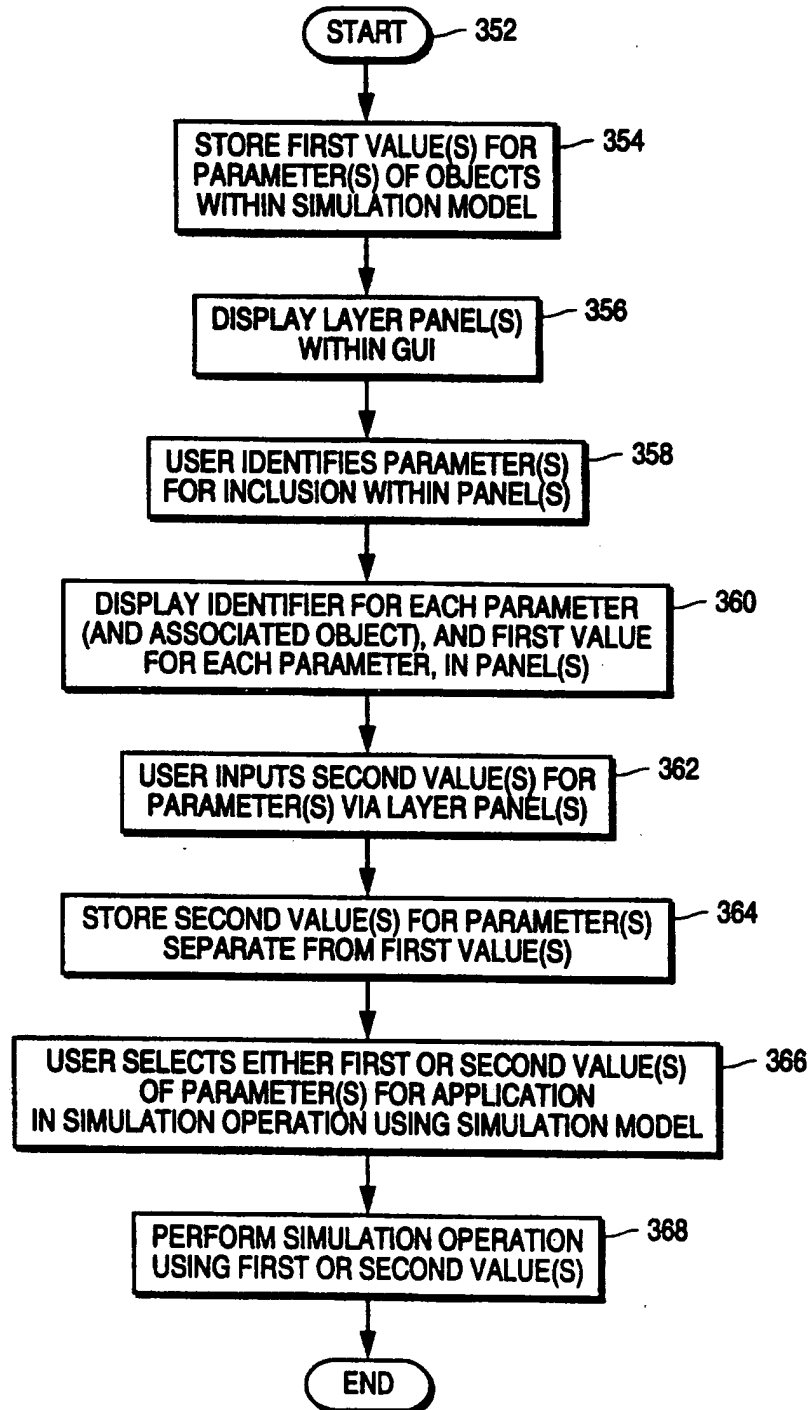 START
352
STORE FIRST VALUE(S) FOR
PARAMETER(S) OF OBJECTS
WITHIN SIMULATION MODEL
354
DISPLAY LAYER PANEL(S)
WITHIN GUI
356
USER IDENTIFIES PARAMETER(S)
FOR INCLUSION WITHIN PANEL(S)
358
DISPLAY IDENTIFIER FOR EACH PARAMETER
(AND ASSOCIATED OBJECT), AND FIRST VALUE
FOR EACH PARAMETER, IN PANEL(S)
360
USER INPUTS SECOND VALUE(S) FOR
PARAMETER(S) VIA LAYER PANEL(S)
362
STORE SECOND VALUE(S) FOR PARAMETER(S)
SEPARATE FROM FIRST VALUE(S)
364
USER SELECTS EITHER FIRST OR SECOND VALUE(S)
OF PARAMETER(S) FOR APPLICATION
IN SIMULATION OPERATION USING SIMULATION MODEL
366
PERFORM SIMULATION OPERATION
USING FIRST OR SECOND VALUE(S)
368
END